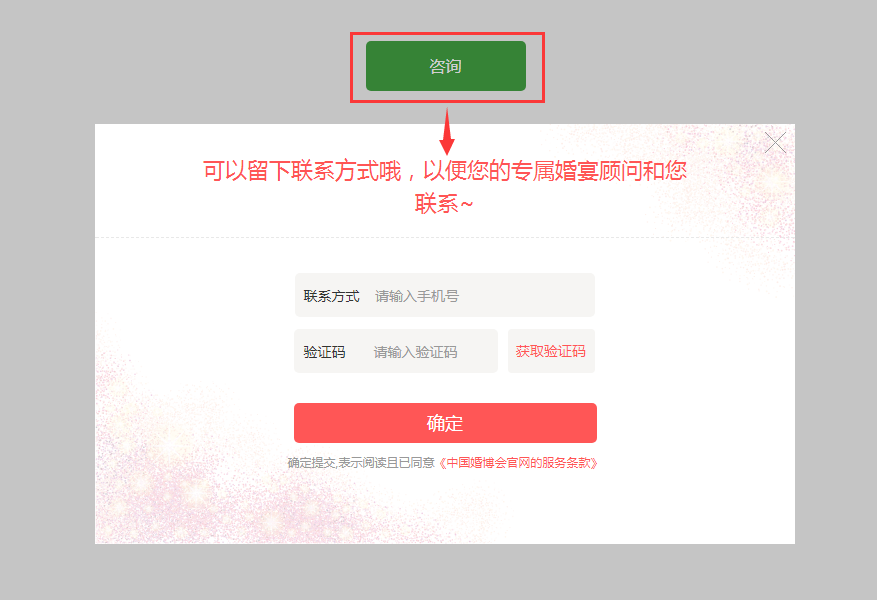 咨询
可以留下联系方式哦，以便您的专属婚宴顾问和您
联系~
联系方式 请输入手机号
验证码 请输入验证码 获取验证码
确定
确定提交,表示阅读且已同意《中国婚博会官网的服务条款》